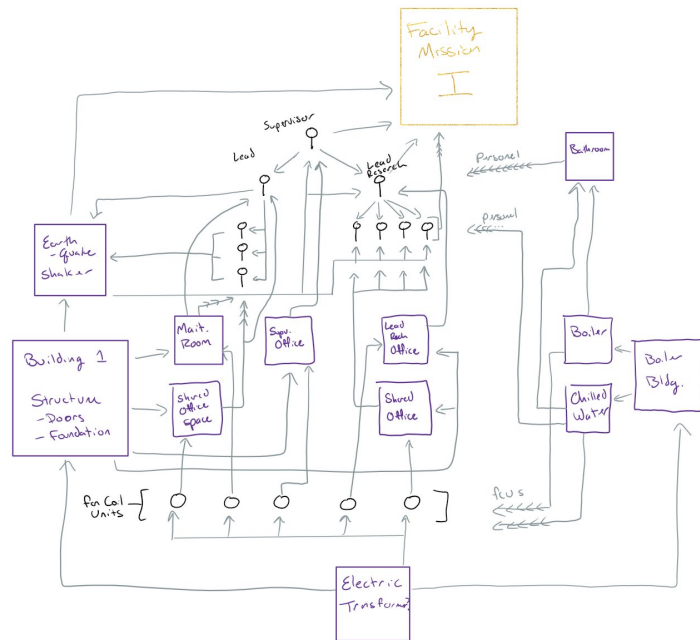 Facility
Mission
I
Supervisor
Lead
Lead
Research
Personel
Bathroom
Personel
Earth
-Quate
Shaker
Mait.
Room
Supv.
Office
Lead
Rsch
Office
Boiler
Boiler
Bldg.
Building 1
Structure
-Doors
-Foundation
Shared
Office
space
Shared
Office
Chilled
Water
Fan Coil
Units
fcu's
Electric
Transformer